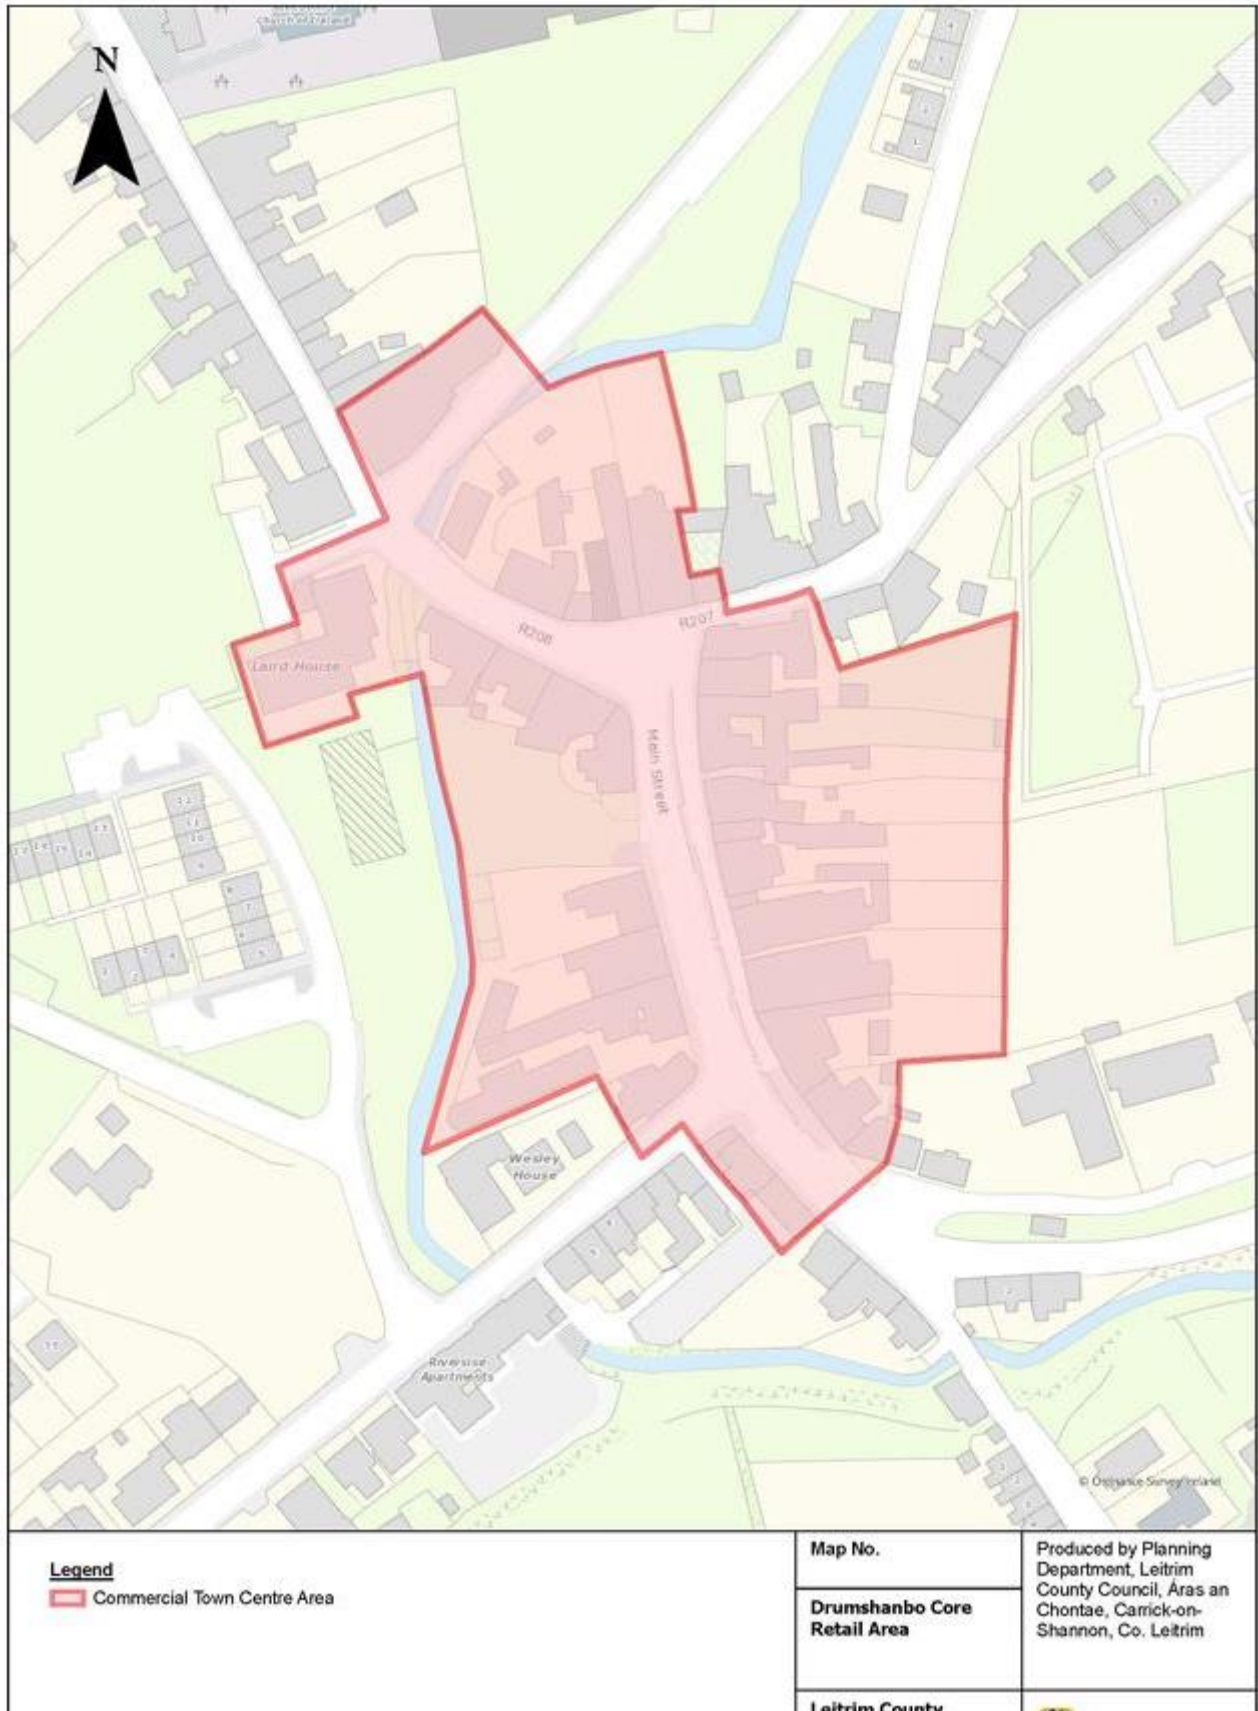 N
R208
R207
Laird House
Main Street
Wesley
House
Riverside
Apartments
© Ordnance Survey Ireland
Legend
Commercial Town Centre Area
Map No.
Drumshanbo Core
Retail Area
Produced by Planning
Department, Leitrim
County Council, Áras an
Chontae, Carrick-on-
Shannon, Co. Leitrim
Leitrim County